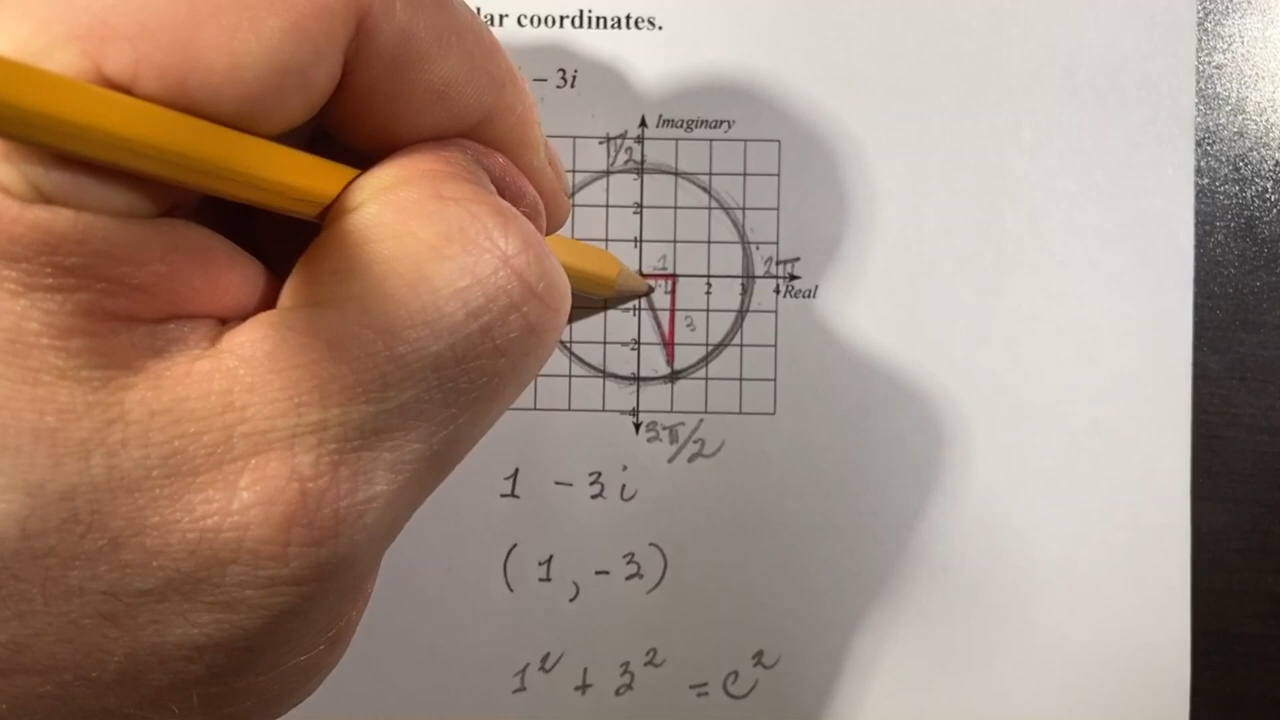 lar coordinates.
– 3i
Imaginary
π/2
4
3
2
1
1 2π
1 2 3 4 Real
–1
3
–2
–3
–4
3π/2
1 - 3i
(1, -3)
1² + 3² = c²